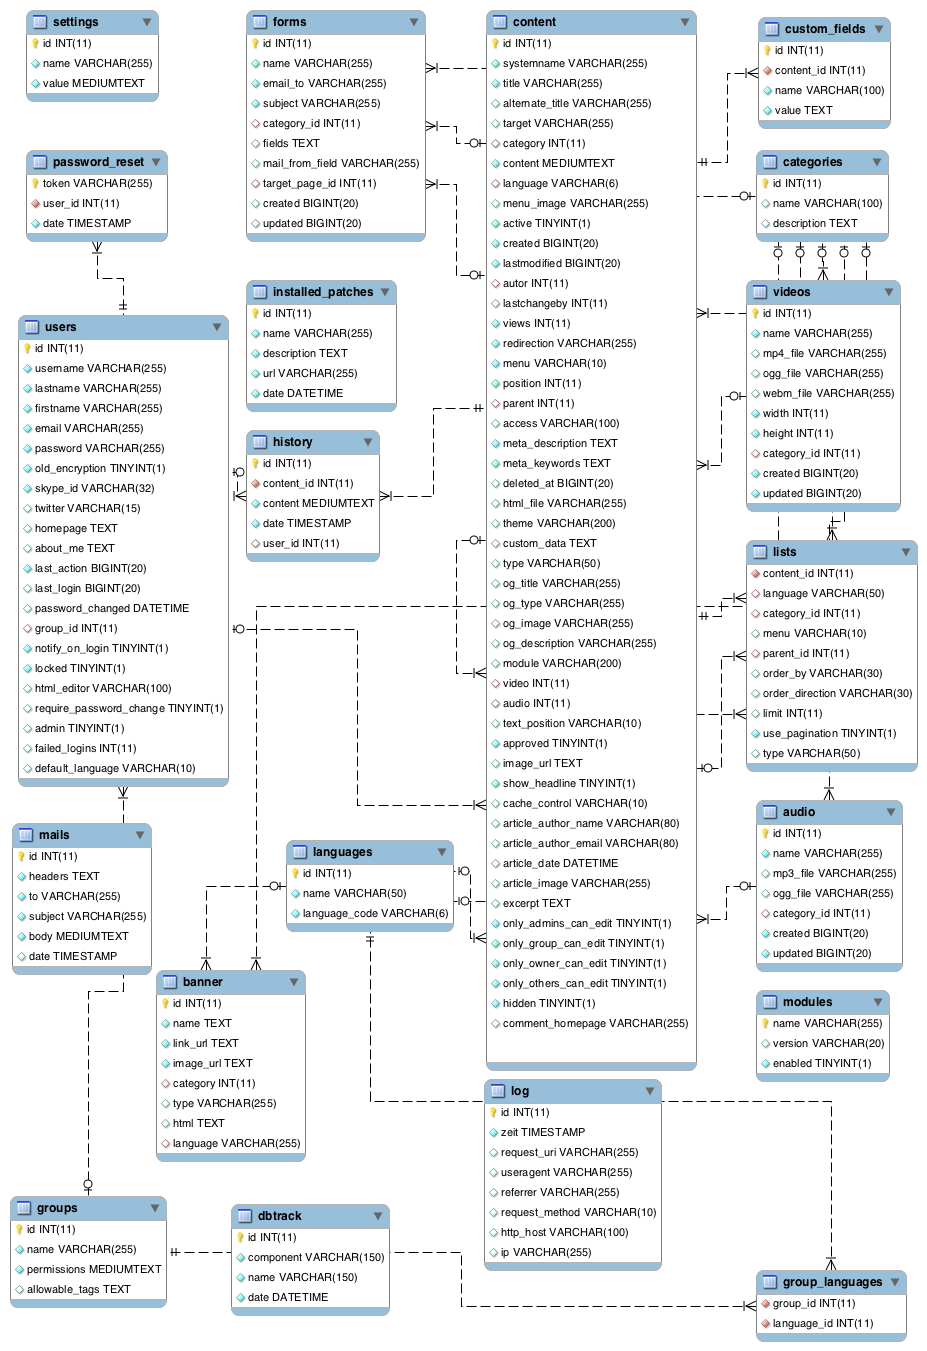 settings
id INT(11)
name VARCHAR(255)
value MEDIUMTEXT
password_reset
token VARCHAR(255)
user_id INT(11)
date TIMESTAMP
users
id INT(11)
username VARCHAR(255)
lastname VARCHAR(255)
firstname VARCHAR(255)
email VARCHAR(255)
password VARCHAR(255)
old_encryption TINYINT(1)
skype_id VARCHAR(32)
twitter VARCHAR(15)
homepage TEXT
about_me TEXT
last_action BIGINT(20)
last_login BIGINT(20)
password_changed DATETIME
group_id INT(11)
notify_on_login TINYINT(1)
locked TINYINT(1)
html_editor VARCHAR(100)
require_password_change TINYINT(1)
admin TINYINT(1)
failed_logins INT(11)
default_language VARCHAR(10)
mails
id INT(11)
headers TEXT
to VARCHAR(255)
subject VARCHAR(255)
body MEDIUMTEXT
date TIMESTAMP
groups
id INT(11)
name VARCHAR(255)
permissions MEDIUMTEXT
allowable_tags TEXT
forms
id INT(11)
name VARCHAR(255)
email_to VARCHAR(255)
subject VARCHAR(255)
category_id INT(11)
fields TEXT
mail_from_field VARCHAR(255)
target_page_id INT(11)
created BIGINT(20)
updated BIGINT(20)
installed_patches
id INT(11)
name VARCHAR(255)
description TEXT
url VARCHAR(255)
date DATETIME
history
id INT(11)
content_id INT(11)
content MEDIUMTEXT
date TIMESTAMP
user_id INT(11)
languages
id INT(11)
name VARCHAR(50)
language_code VARCHAR(6)
banner
id INT(11)
name TEXT
link_url TEXT
image_url TEXT
category INT(11)
type VARCHAR(255)
html TEXT
language VARCHAR(255)
dbtrack
id INT(11)
component VARCHAR(150)
name VARCHAR(150)
date DATETIME
content
id INT(11)
systemname VARCHAR(255)
title VARCHAR(255)
alternate_title VARCHAR(255)
target VARCHAR(255)
category INT(11)
content MEDIUMTEXT
language VARCHAR(6)
menu_image VARCHAR(255)
active TINYINT(1)
created BIGINT(20)
lastmodified BIGINT(20)
autor INT(11)
lastchangeby INT(11)
views INT(11)
redirection VARCHAR(255)
menu VARCHAR(10)
position INT(11)
parent INT(11)
access VARCHAR(100)
meta_description TEXT
meta_keywords TEXT
deleted_at BIGINT(20)
html_file VARCHAR(255)
theme VARCHAR(200)
custom_data TEXT
type VARCHAR(50)
og_title VARCHAR(255)
og_type VARCHAR(255)
og_image VARCHAR(255)
og_description VARCHAR(255)
module VARCHAR(200)
video INT(11)
audio INT(11)
text_position VARCHAR(10)
approved TINYINT(1)
image_url TEXT
show_headline TINYINT(1)
cache_control VARCHAR(10)
article_author_name VARCHAR(80)
article_author_email VARCHAR(80)
article_date DATETIME
article_image VARCHAR(255)
excerpt TEXT
only_admins_can_edit TINYINT(1)
only_group_can_edit TINYINT(1)
only_owner_can_edit TINYINT(1)
only_others_can_edit TINYINT(1)
hidden TINYINT(1)
comment_homepage VARCHAR(255)
log
id INT(11)
zeit TIMESTAMP
request_uri VARCHAR(255)
useragent VARCHAR(255)
referrer VARCHAR(255)
request_method VARCHAR(10)
http_host VARCHAR(100)
ip VARCHAR(255)
custom_fields
id INT(11)
content_id INT(11)
name VARCHAR(100)
value TEXT
categories
id INT(11)
name VARCHAR(100)
description TEXT
videos
id INT(11)
name VARCHAR(255)
mp4_file VARCHAR(255)
ogg_file VARCHAR(255)
webm_file VARCHAR(255)
width INT(11)
height INT(11)
category_id INT(11)
created BIGINT(20)
updated BIGINT(20)
lists
content_id INT(11)
language VARCHAR(50)
category_id INT(11)
menu VARCHAR(10)
parent_id INT(11)
order_by VARCHAR(30)
order_direction VARCHAR(30)
limit INT(11)
use_pagination TINYINT(1)
type VARCHAR(50)
audio
id INT(11)
name VARCHAR(255)
mp3_file VARCHAR(255)
ogg_file VARCHAR(255)
category_id INT(11)
created BIGINT(20)
updated BIGINT(20)
modules
name VARCHAR(255)
version VARCHAR(20)
enabled TINYINT(1)
group_languages
group_id INT(11)
language_id INT(11)